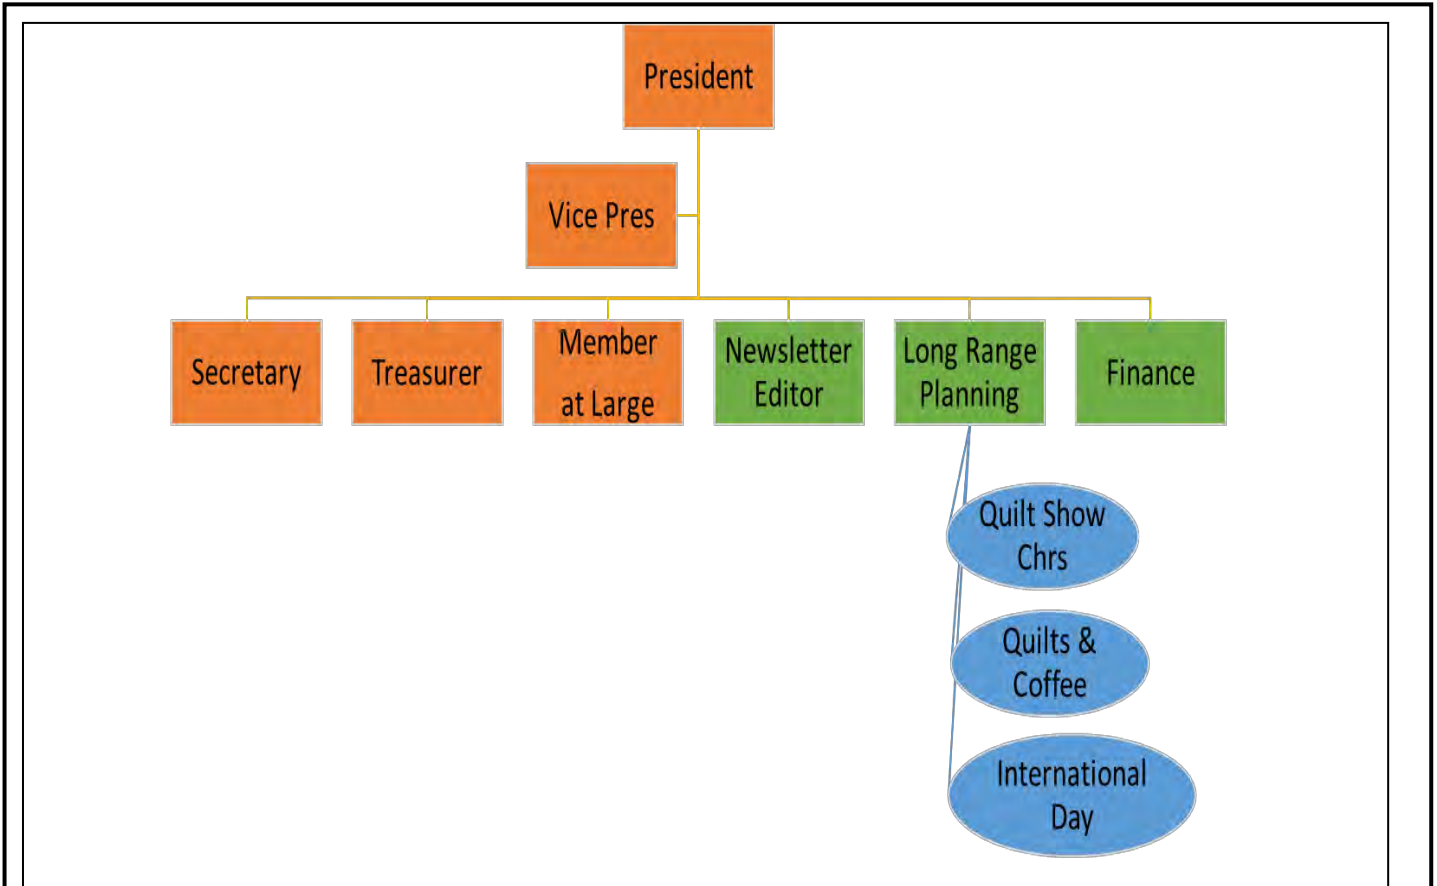 President
Vice Pres
Secretary
Treasurer
Member
at Large
Newsletter
Editor
Long Range
Planning
Finance
Quilt Show
Chrs
Quilts &
Coffee
International
Day